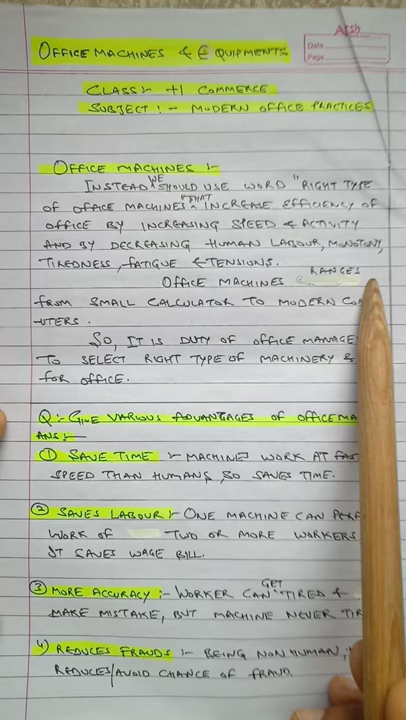 OFFICE MACHINES & EQUIPMENTS
Arsh
Date
Page
CLASS :- +1 COMMERCE
SUBJECT :- MODERN OFFICE PRACTICES
OFFICE MACHINES :-
INSTEAD WE SHOULD USE WORD "RIGHT TYPE
OF OFFICE MACHINES" THAT INCREASE EFFICIENCY OF
OFFICE BY INCREASING SPEED & ACTIVITY
AND BY DECREASING HUMAN LABOUR, MONOTONY,
TIREDNESS, FATIGUE & TENSIONS.
OFFICE MACHINES RANGES
FROM SMALL CALCULATOR TO MODERN COM
UTERS.
SO, IT IS DUTY OF OFFICE MANAGE
TO SELECT RIGHT TYPE OF MACHINERY &
FOR OFFICE.
Q:- GIVE VARIOUS ADVANTAGES OF OFFICE MA
ANS:-
① SAVE TIME :- MACHINES WORK AT FAS
SPEED THAN HUMANS, SO SAVES TIME.
② SAVES LABOUR :- ONE MACHINE CAN PERF
WORK OF TWO OR MORE WORKERS
IT SAVES WAGE BILL.
③ MORE ACCURACY :- WORKER CAN GET TIRED &
MAKE MISTAKE, BUT MACHINE NEVER TIR
4) REDUCES FRAUDS :- BEING NON HUMAN,
REDUCES/AVOID CHANCE OF FRAUD.